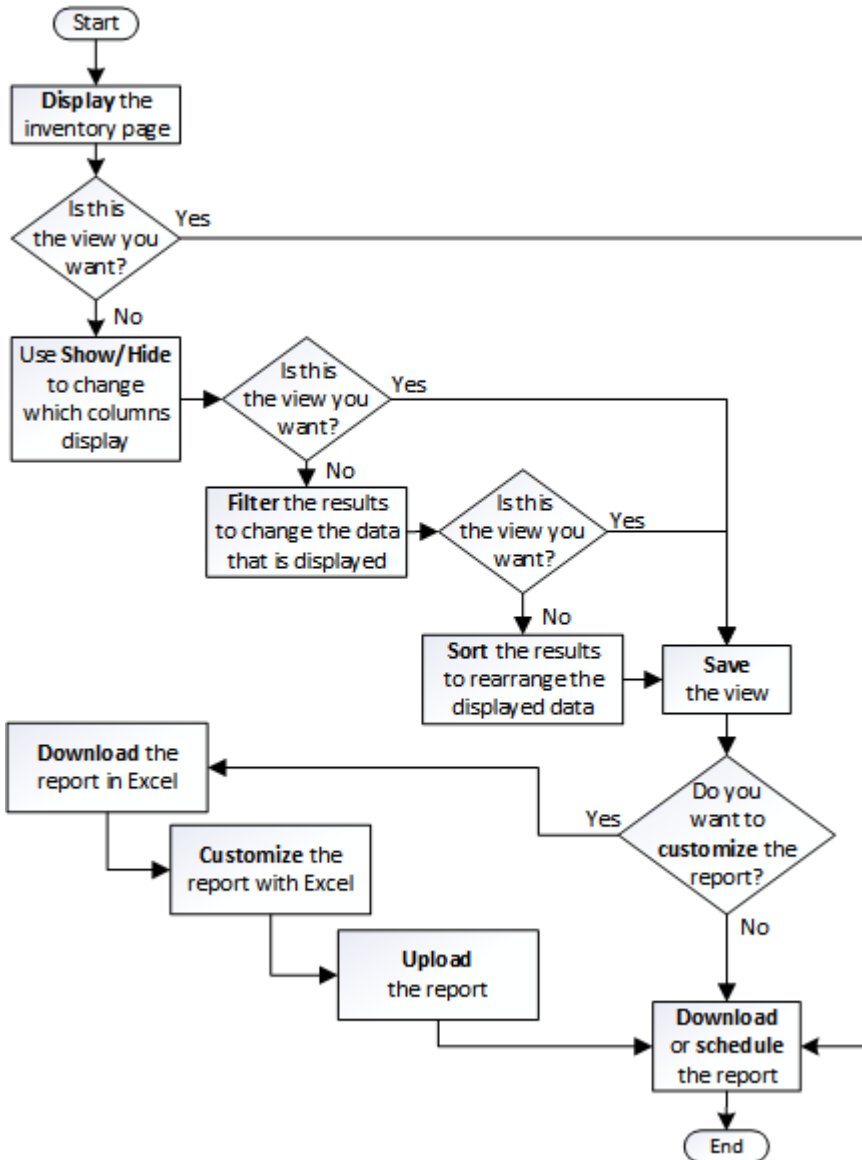 Start
Display the
inventory page
Is this
the view you
want?
Yes
No
Use Show/Hide
to change
which columns
display
Is this
the view you
want?
Yes
No
Filter the results
to change the data
that is displayed
Is this
the view you
want?
Yes
No
Sort the results
to rearrange the
displayed data
Save
the view
Do you
want to
customize the
report?
Yes
No
Download the
report in Excel
Customize the
report with Excel
Upload
the report
Download
or schedule
the report
End